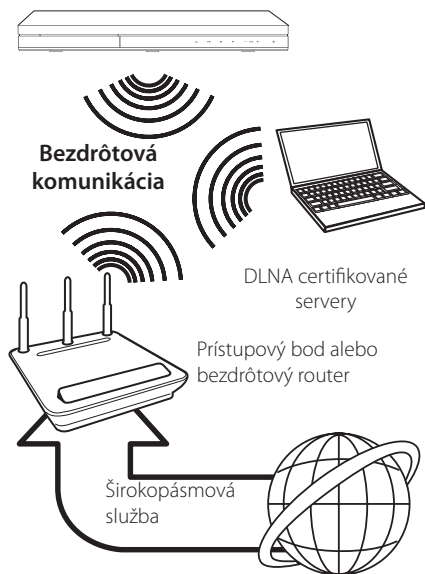 Bezdrôtová
komunikácia
DLNA certifikované
servery
Prístupový bod alebo
bezdrôtový router
Širokopásmová
služba